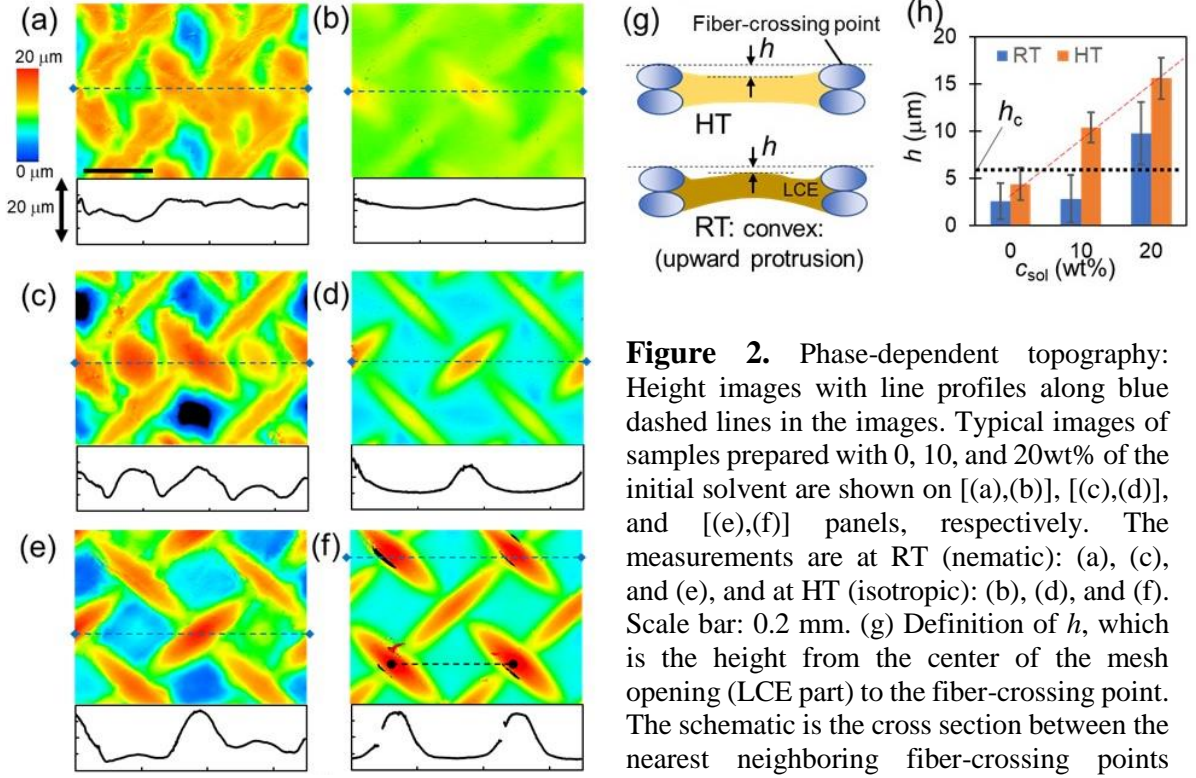 (a)
20 μm
0 μm
20 μm
(b)
(c)
(d)
(e)
(f)
(g)
Fiber-crossing point
h
HT
h
LCE
RT: convex:
(upward protrusion)
(h)
20
15
10
5
0
h (μm)
RT
HT
hc
0
10
20
csol (wt%)
Figure 2. Phase-dependent topography:
Height images with line profiles along blue
dashed lines in the images. Typical images of
samples prepared with 0, 10, and 20wt% of the
initial solvent are shown on [(a),(b)], [(c),(d)],
and [(e),(f)] panels, respectively. The
measurements are at RT (nematic): (a), (c),
and (e), and at HT (isotropic): (b), (d), and (f).
Scale bar: 0.2 mm. (g) Definition of h, which
is the height from the center of the mesh
opening (LCE part) to the fiber-crossing point.
The schematic is the cross section between the
nearest neighboring fiber-crossing points